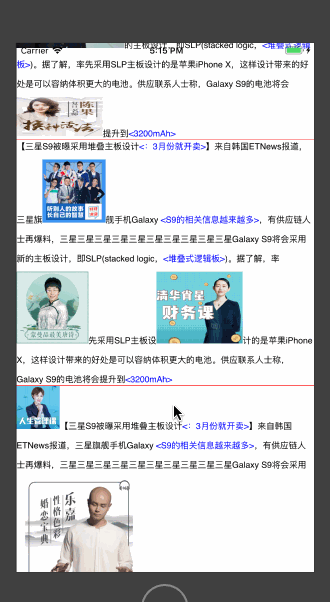 Carrier
5:15 PM
的主板设计，即SLP(stacked logic，<堆叠式逻辑
板>)。据了解，率先采用SLP主板设计的是苹果iPhone X，这样设计带来的好
处是可以容纳体积更大的电池。供应联系人士称，Galaxy S9的电池将会
陈果
提升到<3200mAh>
【三星S9被曝采用堆叠主板设计<：3月份就开卖>】来自韩国ETNews报道，
听别人的故事
长自己的智慧
三星旗
舰手机Galaxy <S9的相关信息越来越多>，有供应链人
士再爆料，三星三星三星三星三星三星三星三星三星Galaxy S9将会采用
新的主板设计，即SLP(stacked logic，<堆叠式逻辑板>)。据了解，率
蒙曼品最美唐诗
清华肖星
财务课
先采用SLP主板设
计的是苹果iPhone
X，这样设计带来的好处是可以容纳体积更大的电池。供应联系人士称，
Galaxy S9的电池将会提升到<3200mAh>
人生管理课
【三星S9被曝采用堆叠主板设计<：3月份就开卖>】来自韩国
ETNews报道，三星旗舰手机Galaxy <S9的相关信息越来越多>，有供应链人
士再爆料，三星三星三星三星三星三星三星三星三星Galaxy S9将会采用
乐嘉
性格色彩
婚恋宝典